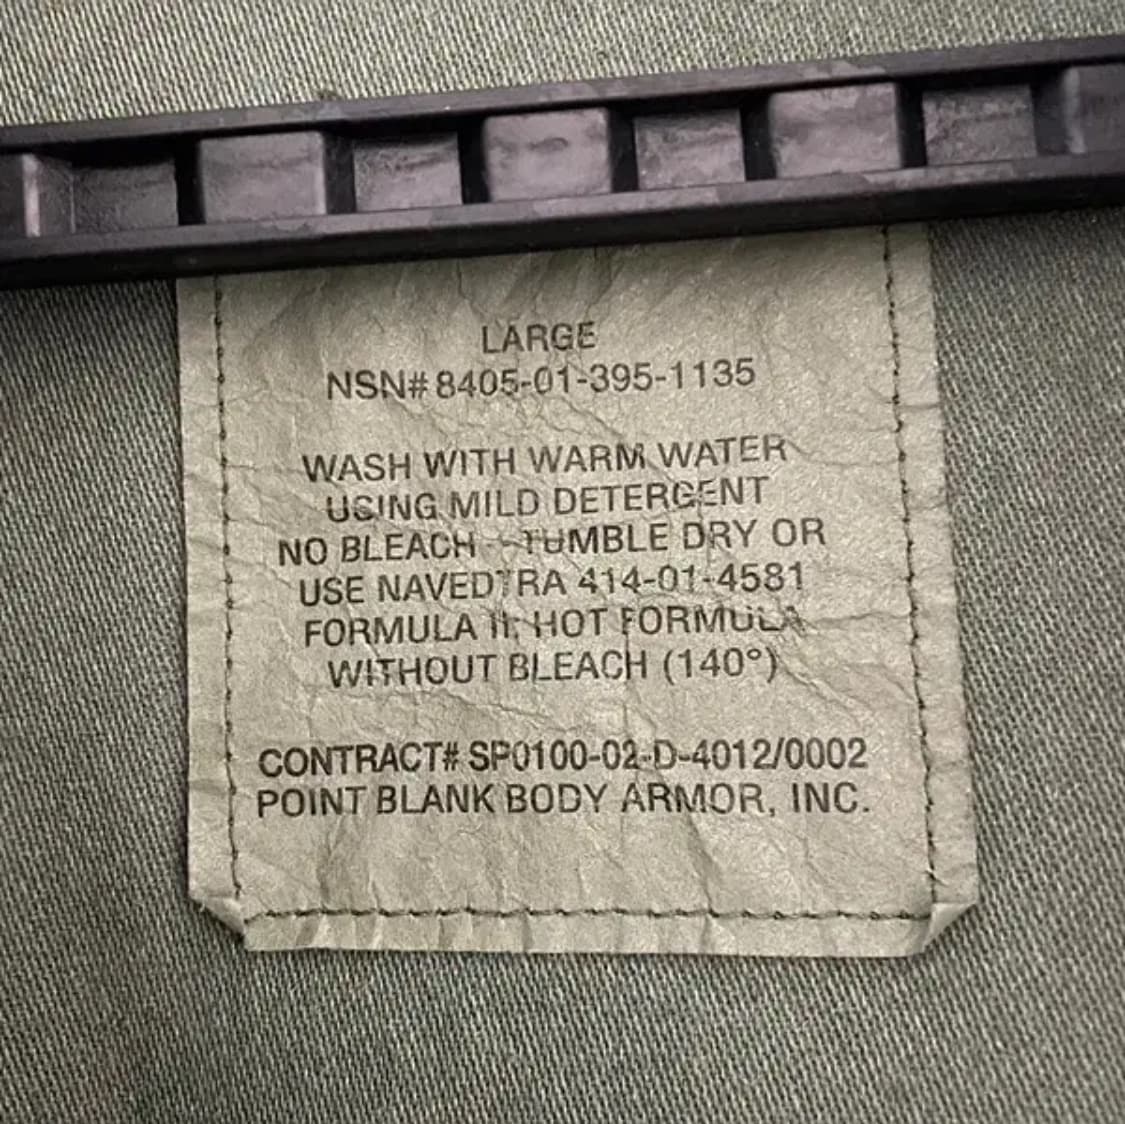 LARGE
NSN# 8405-01-395-1135
WASH WITH WARM WATER
USING MILD DETERGENT
NO BLEACH - TUMBLE DRY OR
USE NAVEDTRA 414-01-4581
FORMULA II, HOT FORMULA
WITHOUT BLEACH (140°)
CONTRACT# SP0100-02-D-4012/0002
POINT BLANK BODY ARMOR, INC.